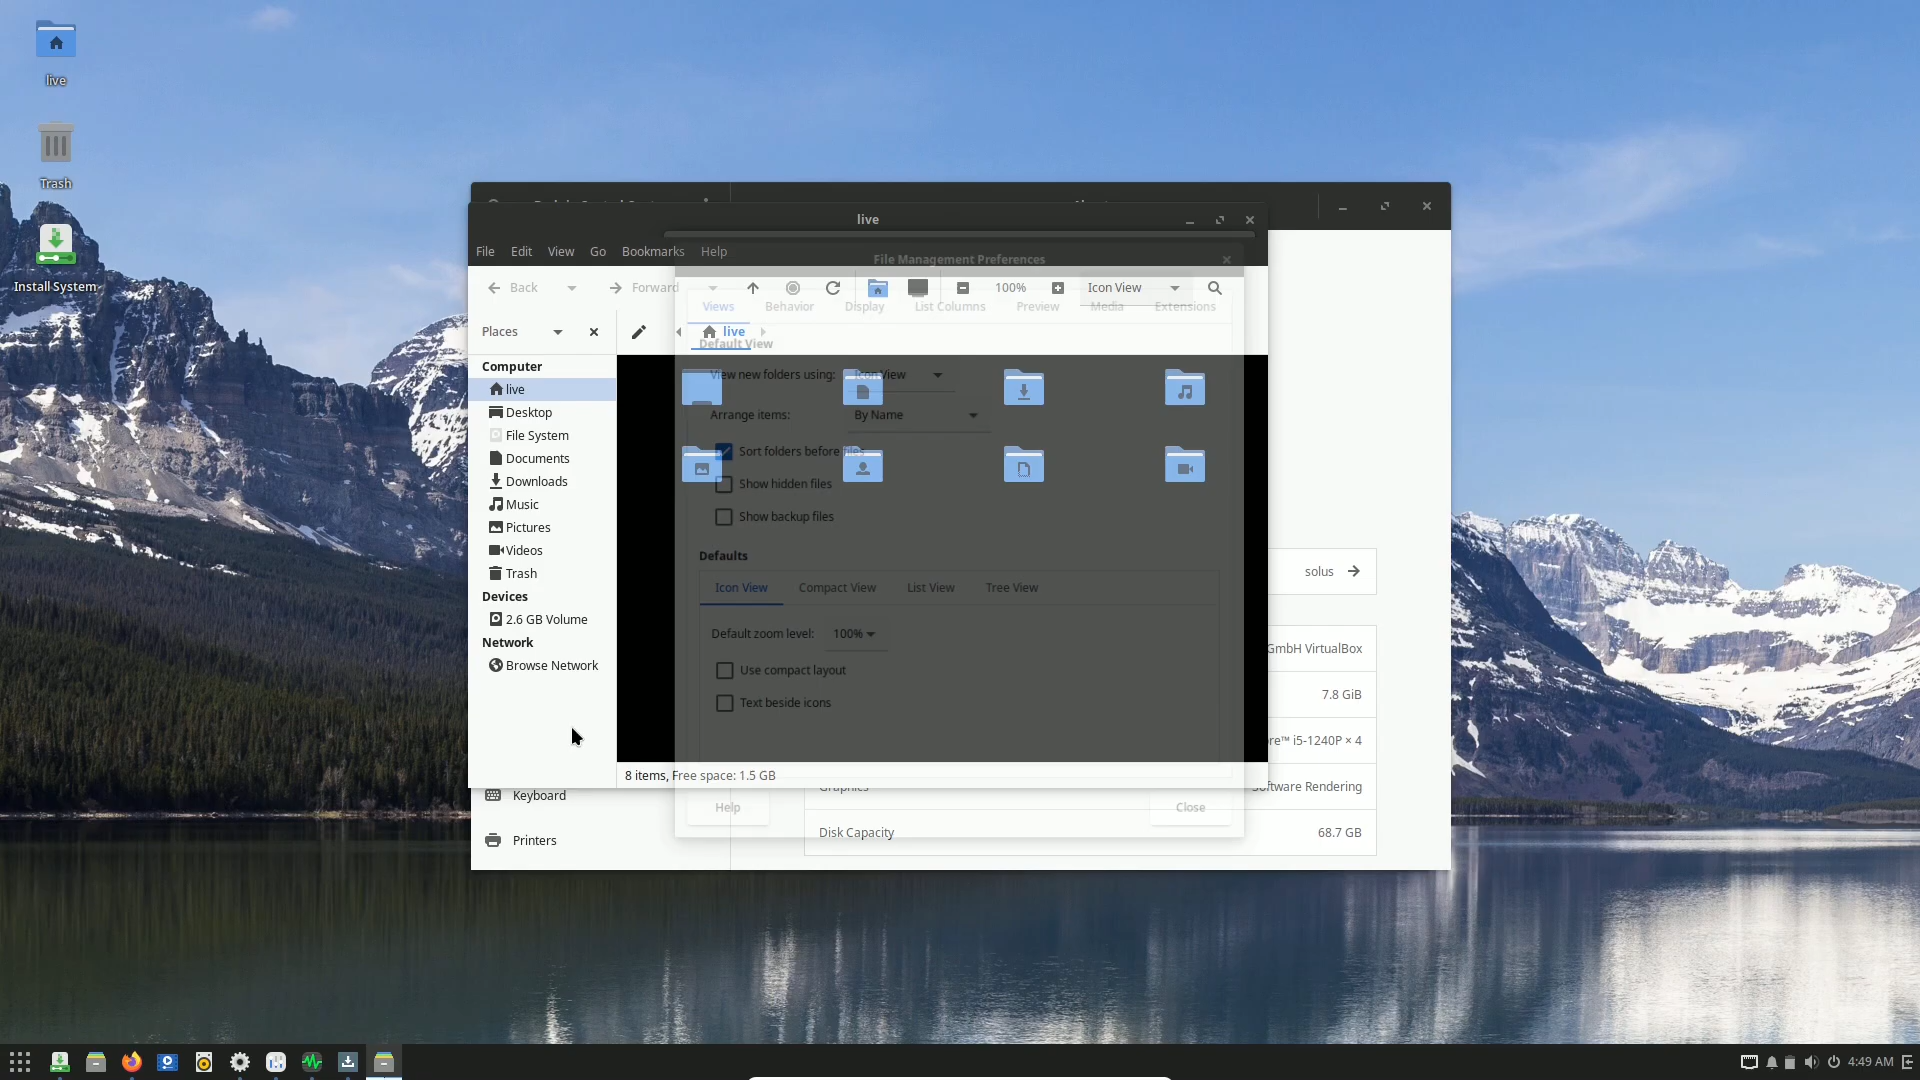 live
Trash
Install System
live
File Edit View Go Bookmarks Help
File Management Preferences
Back Forward 100% Icon View
Views Behavior Display List Columns Preview Media Extensions
Places live
Default View
Computer
live
Desktop
File System
Documents
Downloads
Music
Pictures
Videos
Trash
Devices
2.6 GB Volume
Network
Browse Network
View new folders using: Icon View
Arrange items: By Name
Sort folders before files
Show hidden files
Show backup files
Defaults
Icon View Compact View List View Tree View
Default zoom level: 100%
Use compact layout
Text beside icons
8 items, Free space: 1.5 GB
Help Close
solus
GmbH VirtualBox
7.8 GiB
i5-1240P × 4
Graphics Software Rendering
Disk Capacity 68.7 GB
Keyboard
Printers
4:49 AM